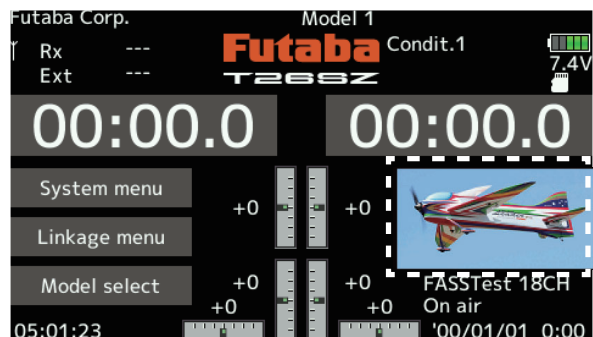 Futaba Corp.
Model 1
Rx ---
Ext ---
Futaba
T26SZ
Condit.1
7.4V
00:00.0
00:00.0
System menu
Linkage menu
Model select
+0
+0
+0
+0
+0
+0
FASSTest 18CH
On air
05:01:23
'00/01/01 0:00